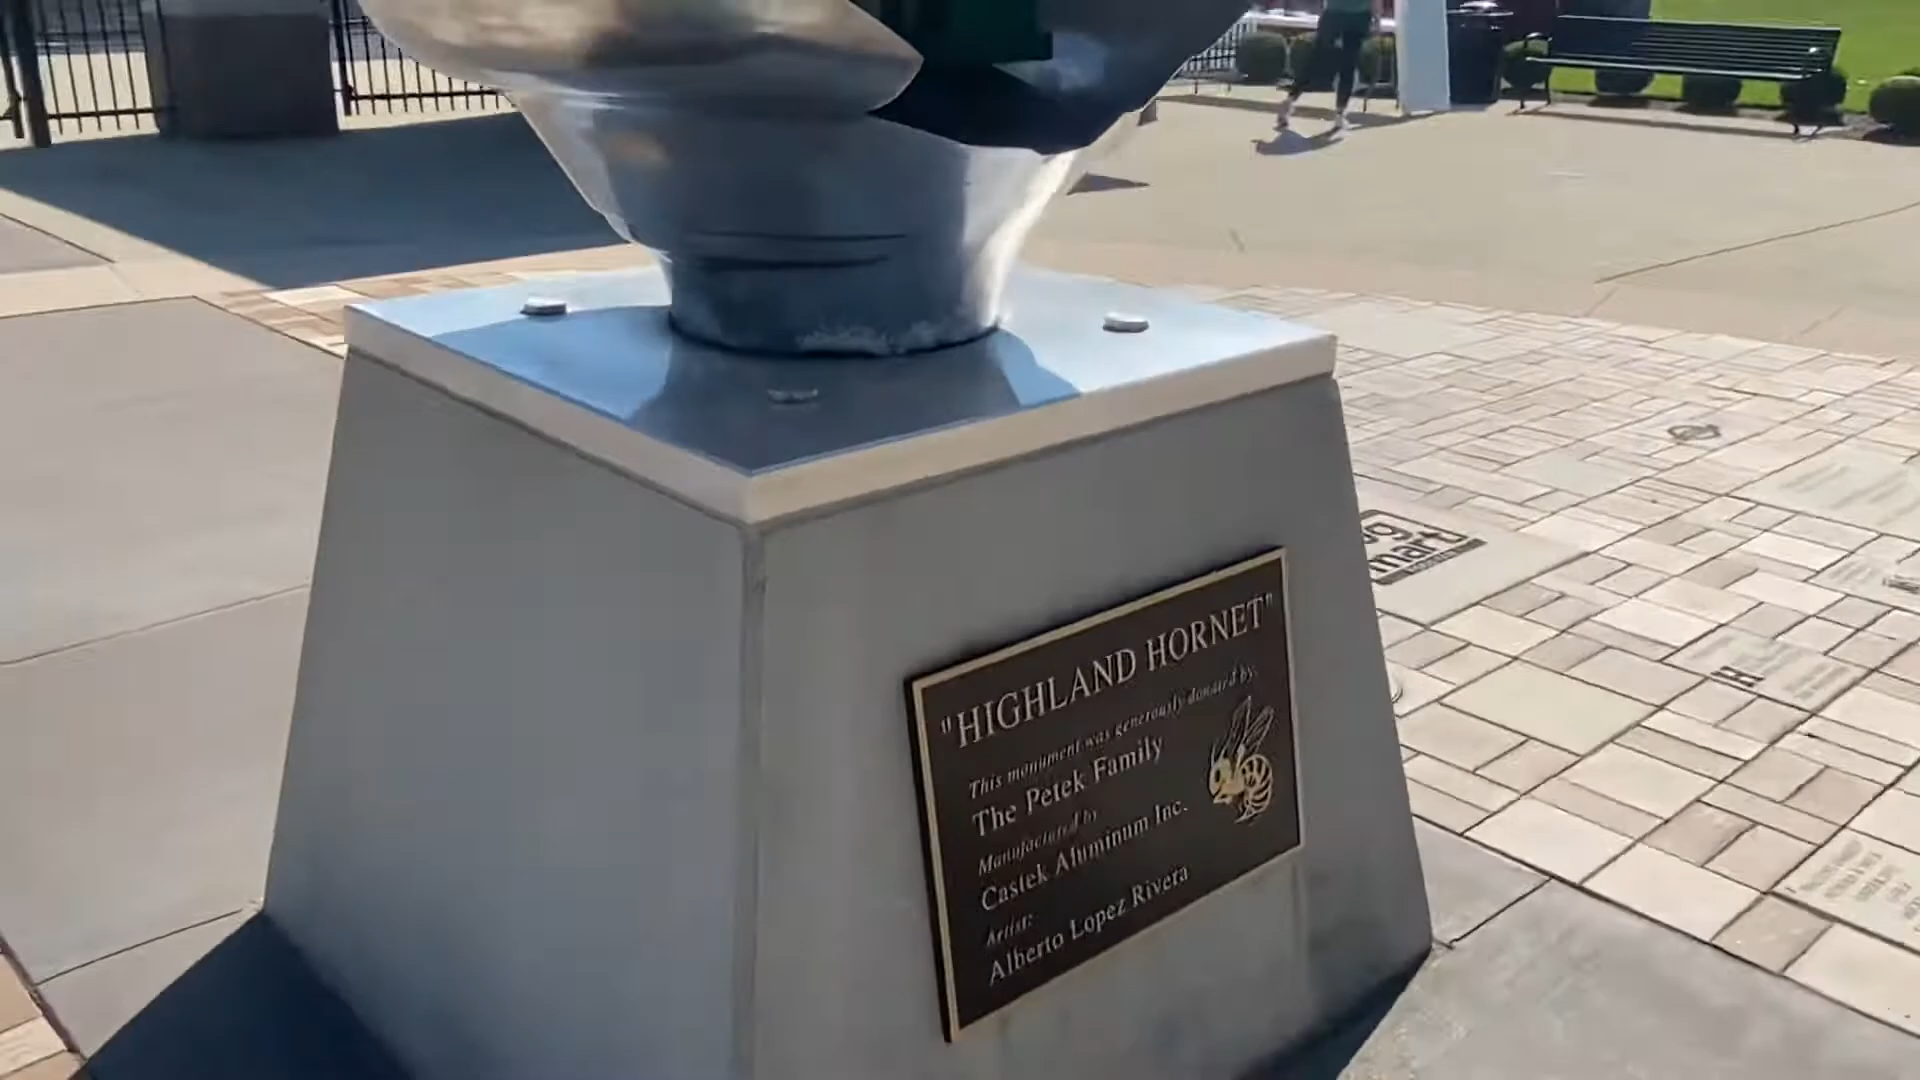 "HIGHLAND HORNET"
This monument was generously donated by:
The Petek Family
Manufactured by
Castek Aluminum Inc.
Artist:
Alberto Lopez Rivera
mart
H